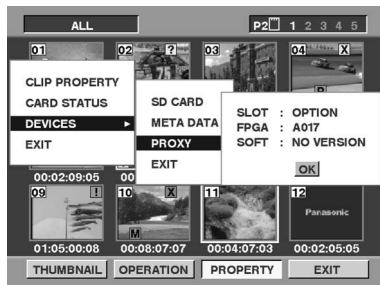 ALL
P2 1 2 3 4 5
01
02 ?
03
04 X
R
CLIP PROPERTY
CARD STATUS
DEVICES
EXIT
SD CARD
META DATA
PROXY
EXIT
SLOT : OPTION
FPGA : A017
SOFT : NO VERSION
OK
00:02:09:05
00
09 !
10 X
11
12
M
Panasonic
01:05:00:08
00:08:07:07
00:04:07:03
00:02:05:05
THUMBNAIL
OPERATION
PROPERTY
EXIT